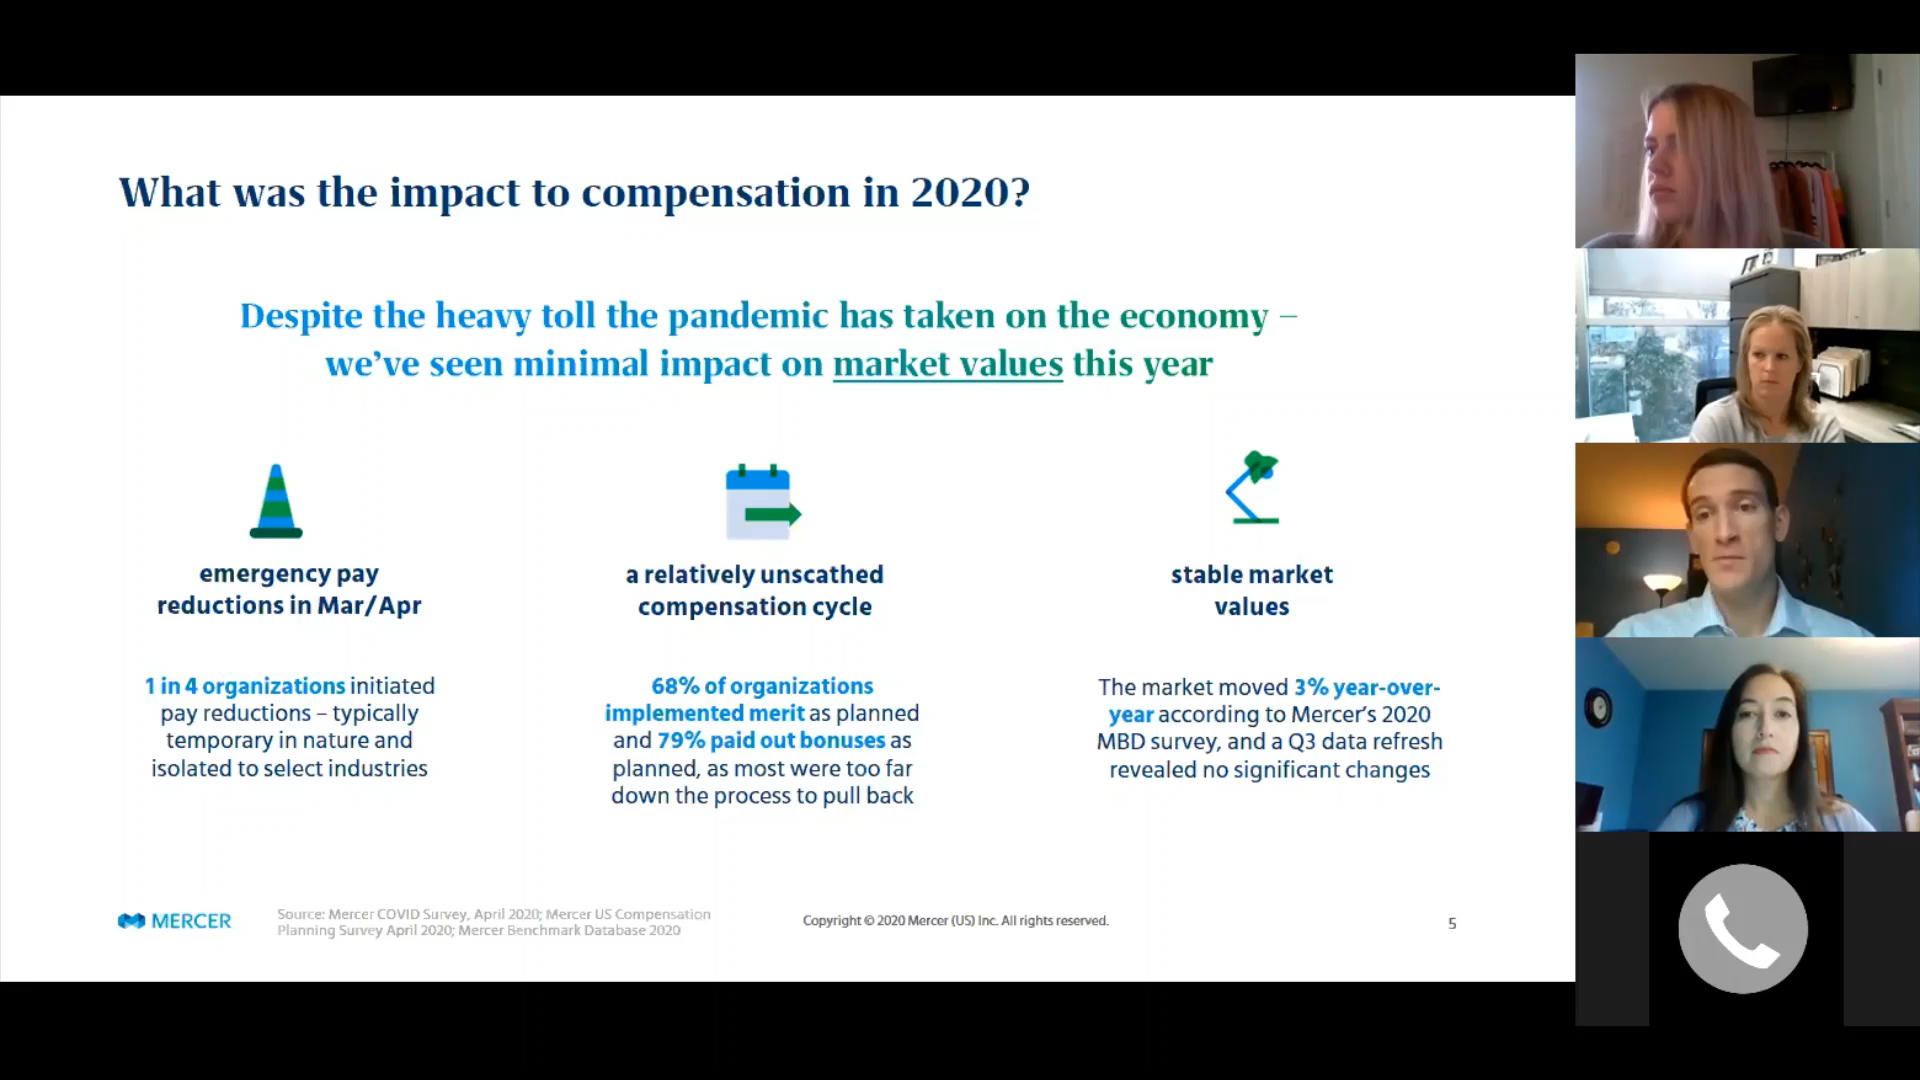 What was the impact to compensation in 2020?
Despite the heavy toll the pandemic has taken on the economy –
we've seen minimal impact on market values this year
emergency pay
reductions in Mar/Apr
1 in 4 organizations initiated
pay reductions – typically
temporary in nature and
isolated to select industries
a relatively unscathed
compensation cycle
68% of organizations
implemented merit as planned
and 79% paid out bonuses as
planned, as most were too far
down the process to pull back
stable market
values
The market moved 3% year-over-
year according to Mercer's 2020
MBD survey, and a Q3 data refresh
revealed no significant changes
MERCER
Source: Mercer COVID Survey, April 2020; Mercer US Compensation
Planning Survey April 2020; Mercer Benchmark Database 2020
Copyright © 2020 Mercer (US) Inc. All rights reserved.
5